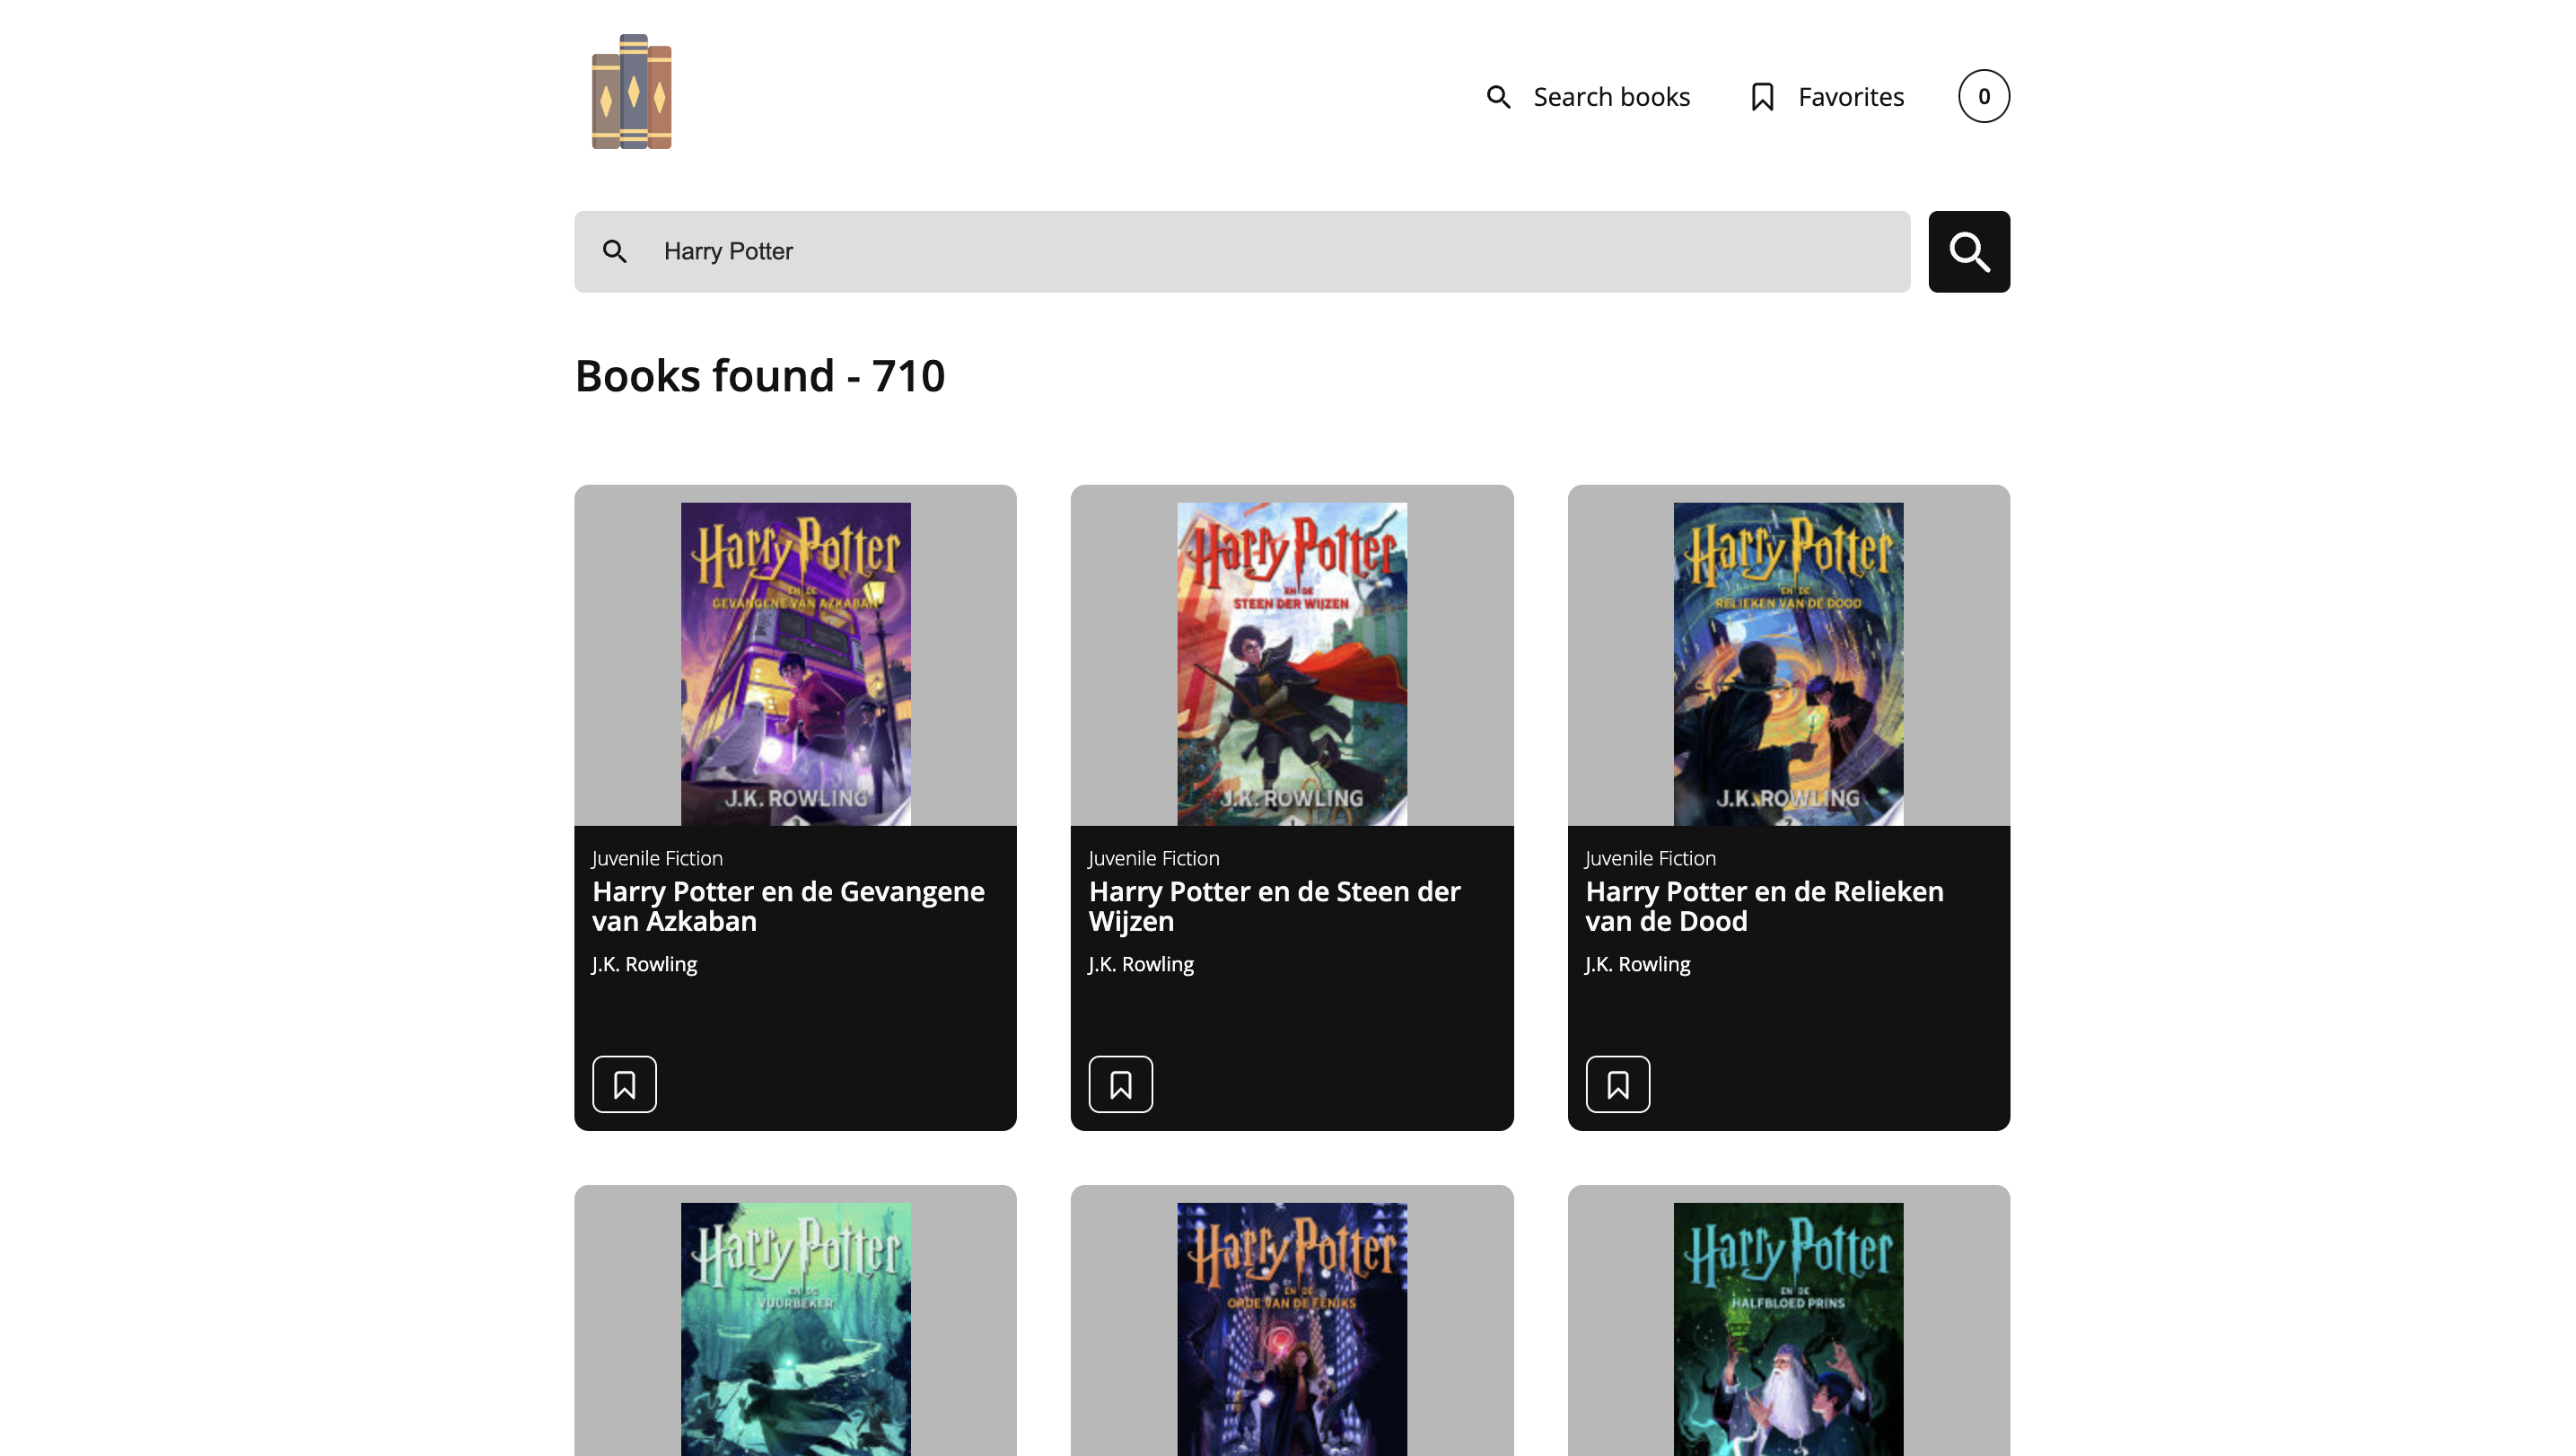 Search books
Favorites
0
Harry Potter
Books found - 710
Harry Potter
EN DE
GEVANGENE VAN AZKABAN
J.K. ROWLING
Harry Potter
EN DE
STEEN DER WIJZEN
J.K. ROWLING
Harry Potter
EN DE
RELIEKEN VAN DE DOOD
J.K. ROWLING
Juvenile Fiction
Harry Potter en de Gevangene
van Azkaban
J.K. Rowling
Juvenile Fiction
Harry Potter en de Steen der
Wijzen
J.K. Rowling
Juvenile Fiction
Harry Potter en de Relieken
van de Dood
J.K. Rowling
Harry Potter
EN DE
VUURBEKER
Harry Potter
EN DE
ORDE VAN DE FENIKS
Harry Potter
EN DE
HALFBLOED PRINS